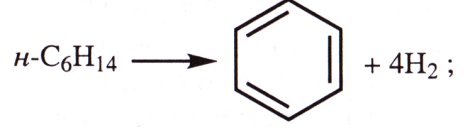 н-C₆H₁₄ ⟶ + 4H₂ ;